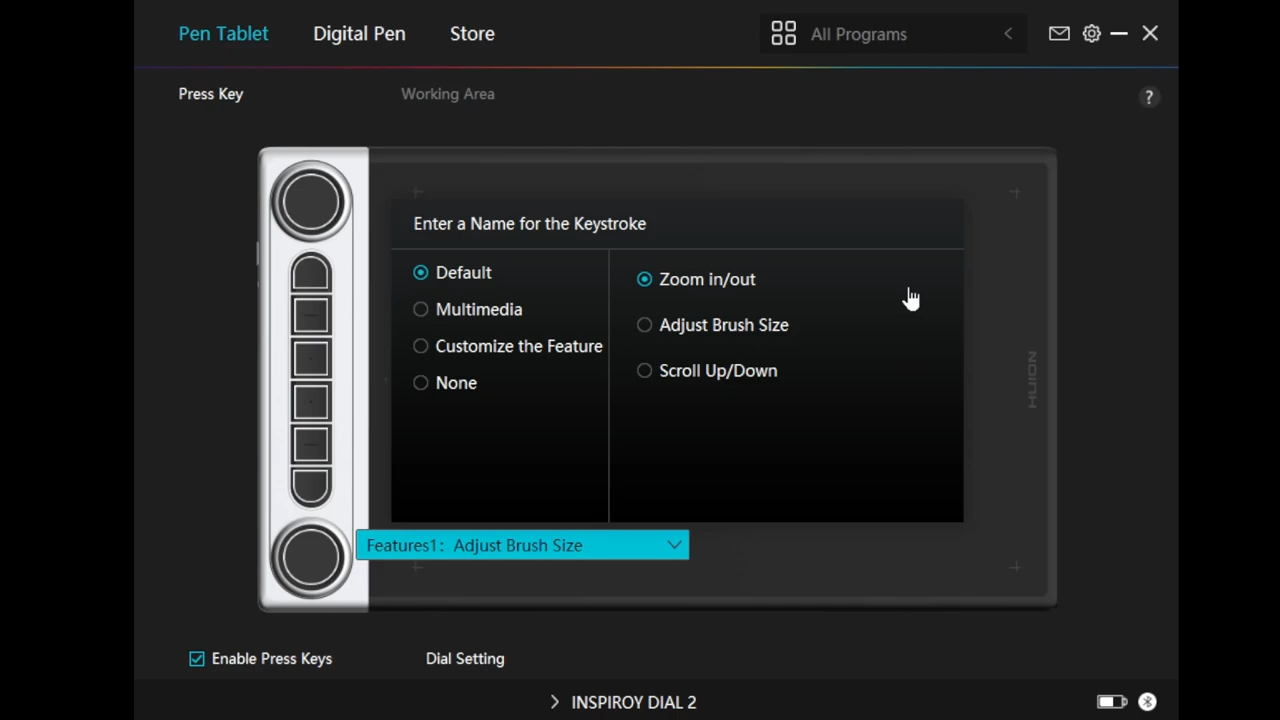 Pen Tablet
Digital Pen
Store
All Programs
Press Key
Working Area
?
Enter a Name for the Keystroke
Default
Multimedia
Customize the Feature
None
Zoom in/out
Adjust Brush Size
Scroll Up/Down
HUION
Features1: Adjust Brush Size
Enable Press Keys
Dial Setting
INSPIROY DIAL 2